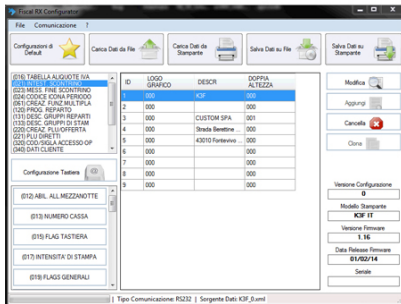 Fiscal RX Configurator
File Comunicazione ?
Configurazioni di Default
Carica Dati da File
Carica Dati da Stampante
Salva Dati su File
Salva Dati su Stampante
(016) TABELLA ALIQUOTE IVA
(021) INTEST. SCONTRINO
(023) MESS. FINE SCONTRINO
(024) CODICE ICONA PERIODO
(061) CREAZ. FUNZ.MULTIPLA
(120) PROG. REPARTO
(131) DESC. GRUPPI REPARTI
(133) DESC. GRUPPI DI STAM
(220) CREAZ. PLU/OFFERTA
(221) PLU DIRETTI
(320) COD/SIGLA ACCESSO OP
(340) DATI CLIENTE
Configurazione Tastiera
(012) ABIL. ALL.MEZZANOTTE
(013) NUMERO CASSA
(015) FLAG TASTIERA
(017) INTENSITA' DI STAMPA
(019) FLAGS GENERALI
ID LOGO GRAFICO DESCR DOPPIA ALTEZZA
1 000 K3F 000
2 000 000
3 000 CUSTOM SPA 001
4 000 Strada Berettine ... 000
5 000 43010 Fontevivo ... 000
6 000 000
7 000 000
8 000 000
9 000 000
Modifica
Aggiungi
Cancella
Clona
Versione Configurazione
0
Modello Stampante
K3F IT
Versione Firmware
1.16
Data Release Firmware
01/02/14
Seriale
Tipo Comunicazione: RS232 | Sorgente Dati: K3F_0.xml